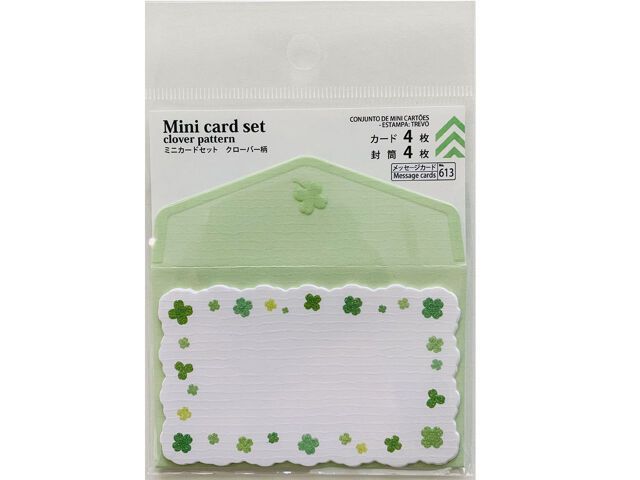 Mini card set
clover pattern
ミニカードセット クローバー柄
CONJUNTO DE MINI CARTÕES
- ESTAMPA: TREVO
カード 4 枚
封筒 4 枚
メッセージカード
Message cards
No. 613